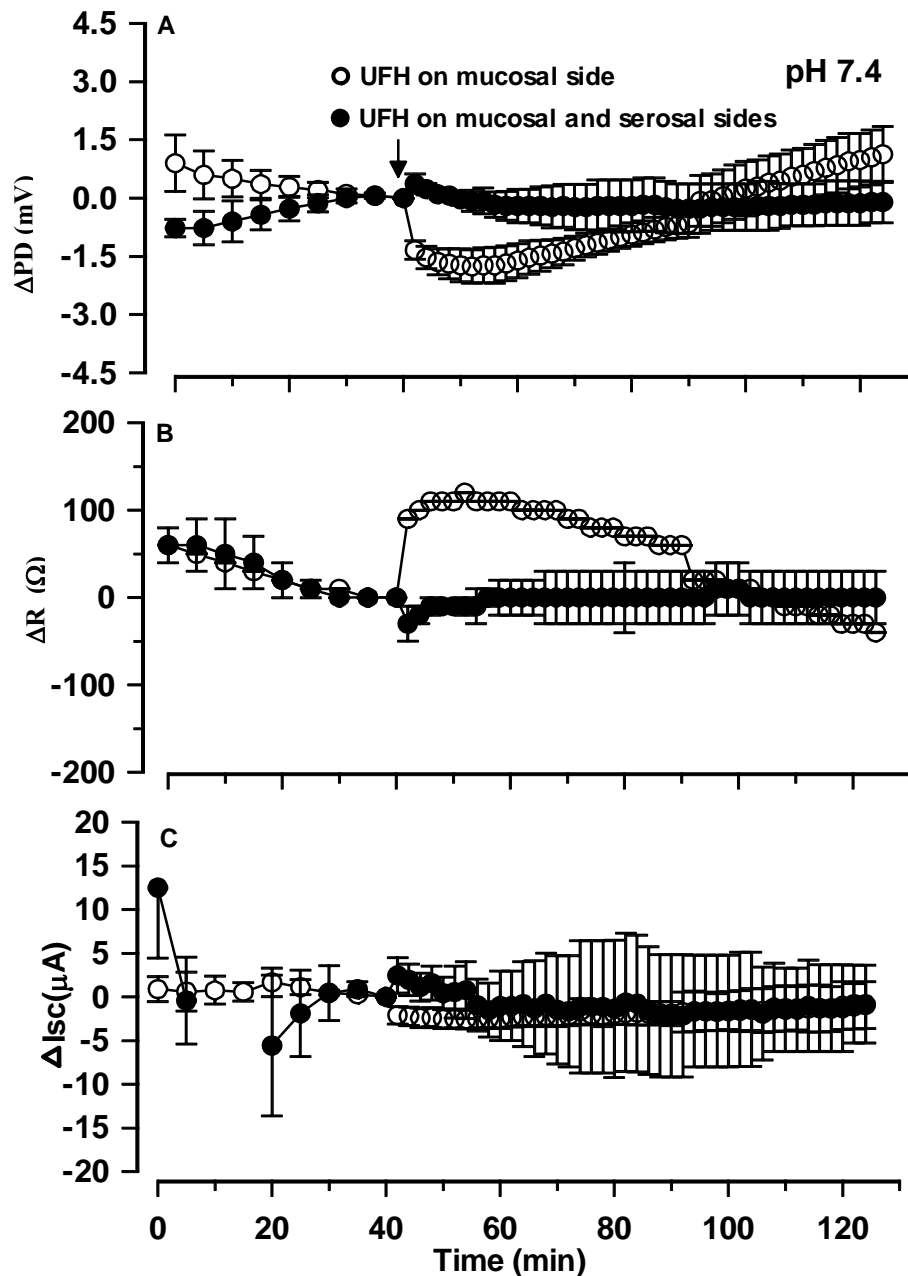 A
4.5
3.0
1.5
0.0
-1.5
-3.0
-4.5
ΔPD (mV)
UFH on mucosal side
UFH on mucosal and serosal sides
pH 7.4
B
200
100
0
-100
-200
ΔR (Ω)
C
20
15
10
5
0
-5
-10
-15
-20
ΔIsc(μA)
0 20 40 60 80 100 120
Time (min)